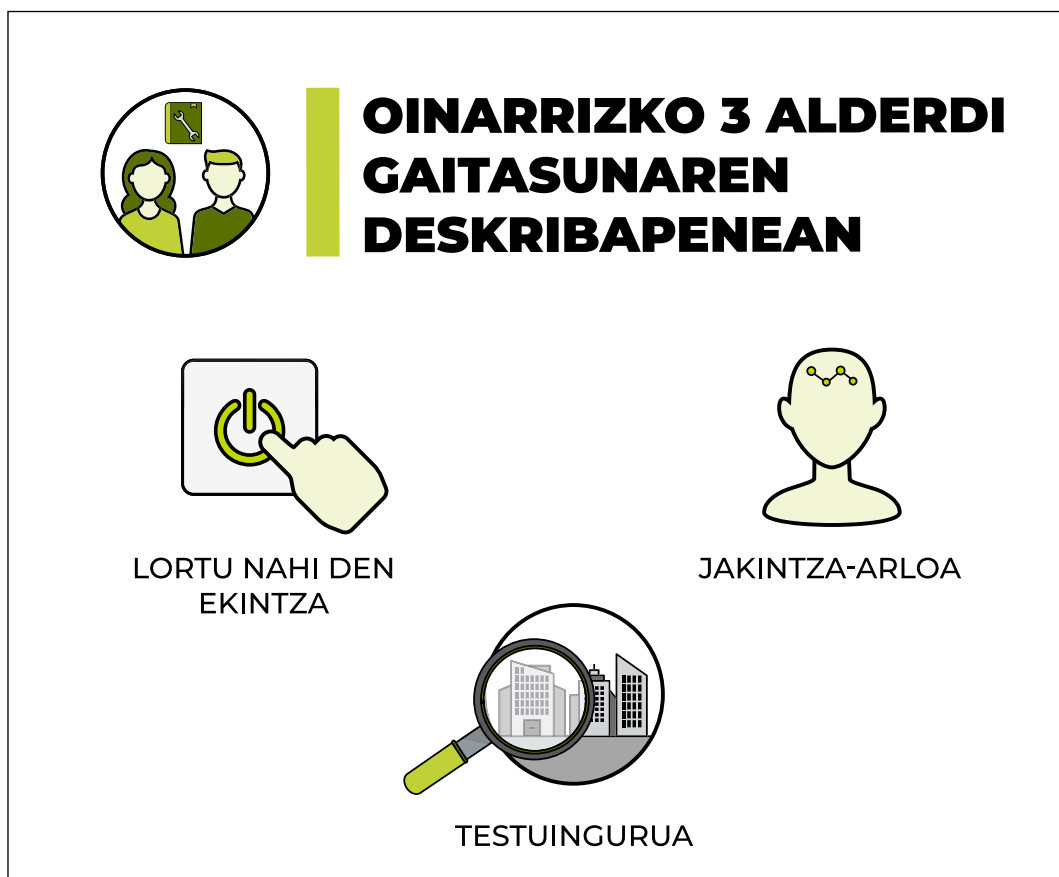 OINARRIZKO 3 ALDERDI
GAITASUNAREN
DESKRIBAPENEAN
LORTU NAHI DEN
EKINTZA
JAKINTZA-ARLOA
TESTUINGURUA